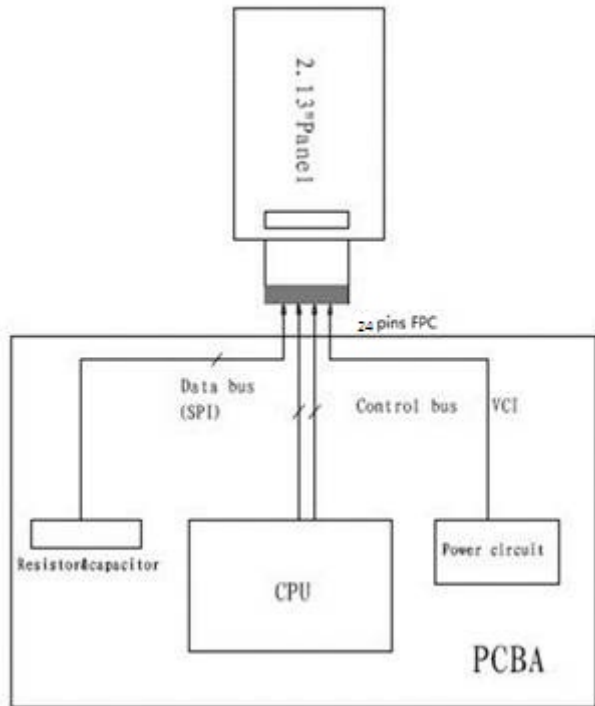 2.13"Panel
24 pins FPC
Data bus
(SPI)
Control bus
VCI
Resistor&capacitor
CPU
Power circuit
PCBA